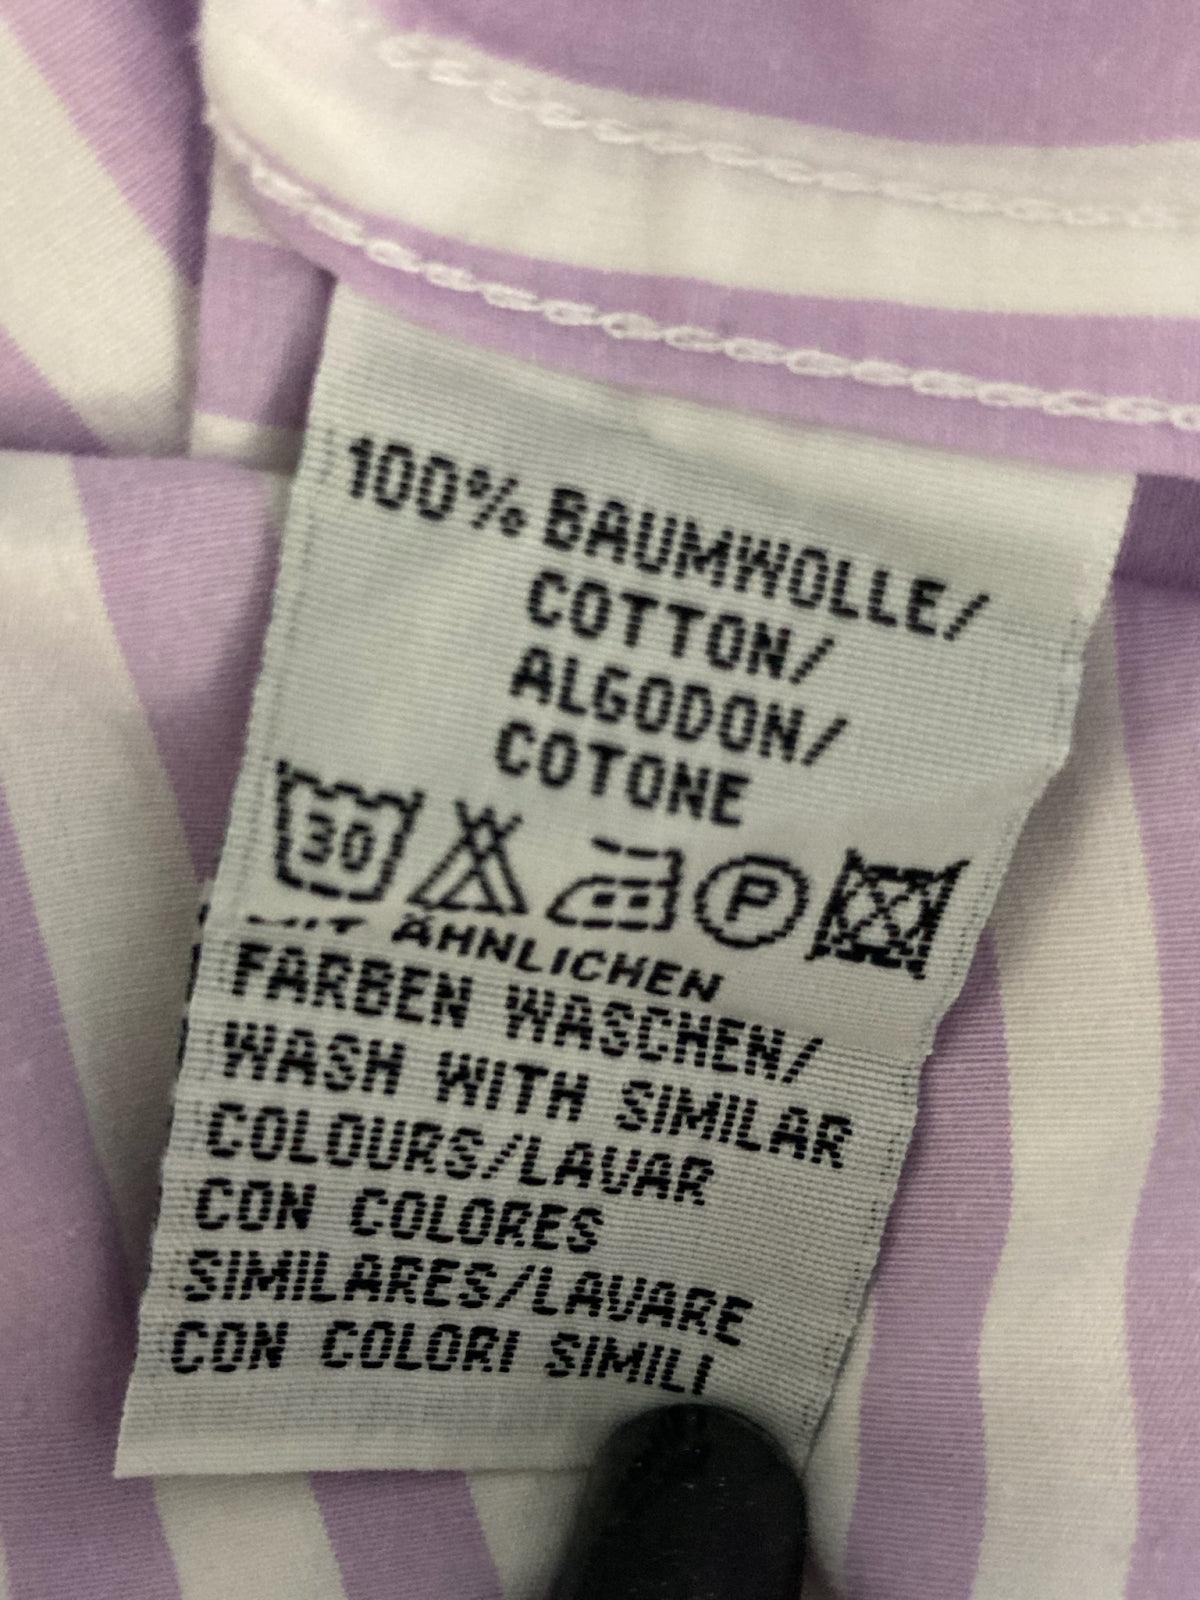 100% BAUMWOLLE/
COTTON/
ALGODON/
COTONE
30 P
MIT ÄHNLICHEN
FARBEN WASCHEN/
WASH WITH SIMILAR
COLOURS/LAVAR
CON COLORES
SIMILARES/LAVARE
CON COLORI SIMILI